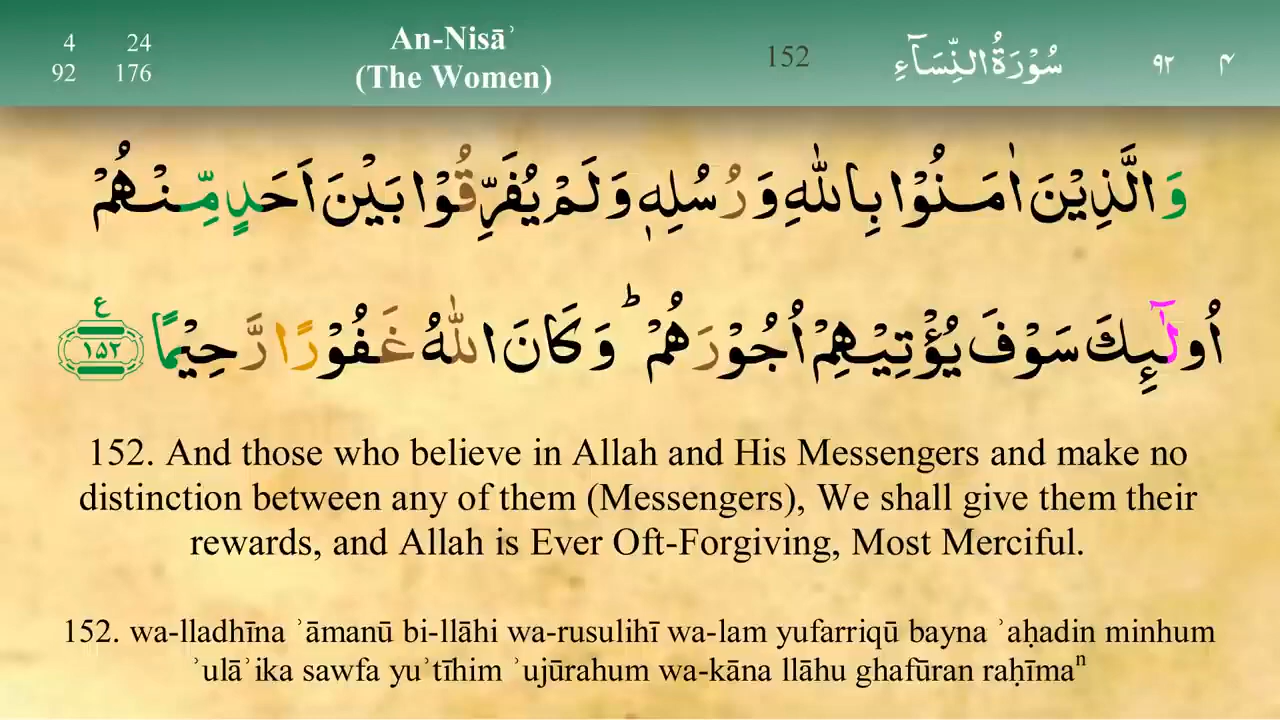 4 24
92 176
An-Nisāʾ
(The Women)
152
سُوْرَةُ النِّسَآءِ
٩٢ ٤
وَالَّذِيْنَ اٰمَنُوْا بِاللّٰهِ وَرُسُلِهٖ وَلَمْ يُفَرِّقُوْا بَيْنَ اَحَدٍ مِّنْهُمْ
اُولٰٓئِكَ سَوْفَ يُؤْتِيْهِمْ اُجُوْرَهُمْ ؕ وَكَانَ اللّٰهُ غَفُوْرًا رَّحِيْمًا ۝١٥٢ ع
152. And those who believe in Allah and His Messengers and make no
distinction between any of them (Messengers), We shall give them their
rewards, and Allah is Ever Oft-Forgiving, Most Merciful.
152. wa-lladhīna ʾāmanū bi-llāhi wa-rusulihī wa-lam yufarriqū bayna ʾaḥadin minhum
ʾulāʾika sawfa yuʾtīhim ʾujūrahum wa-kāna llāhu ghafūran raḥīmaⁿ